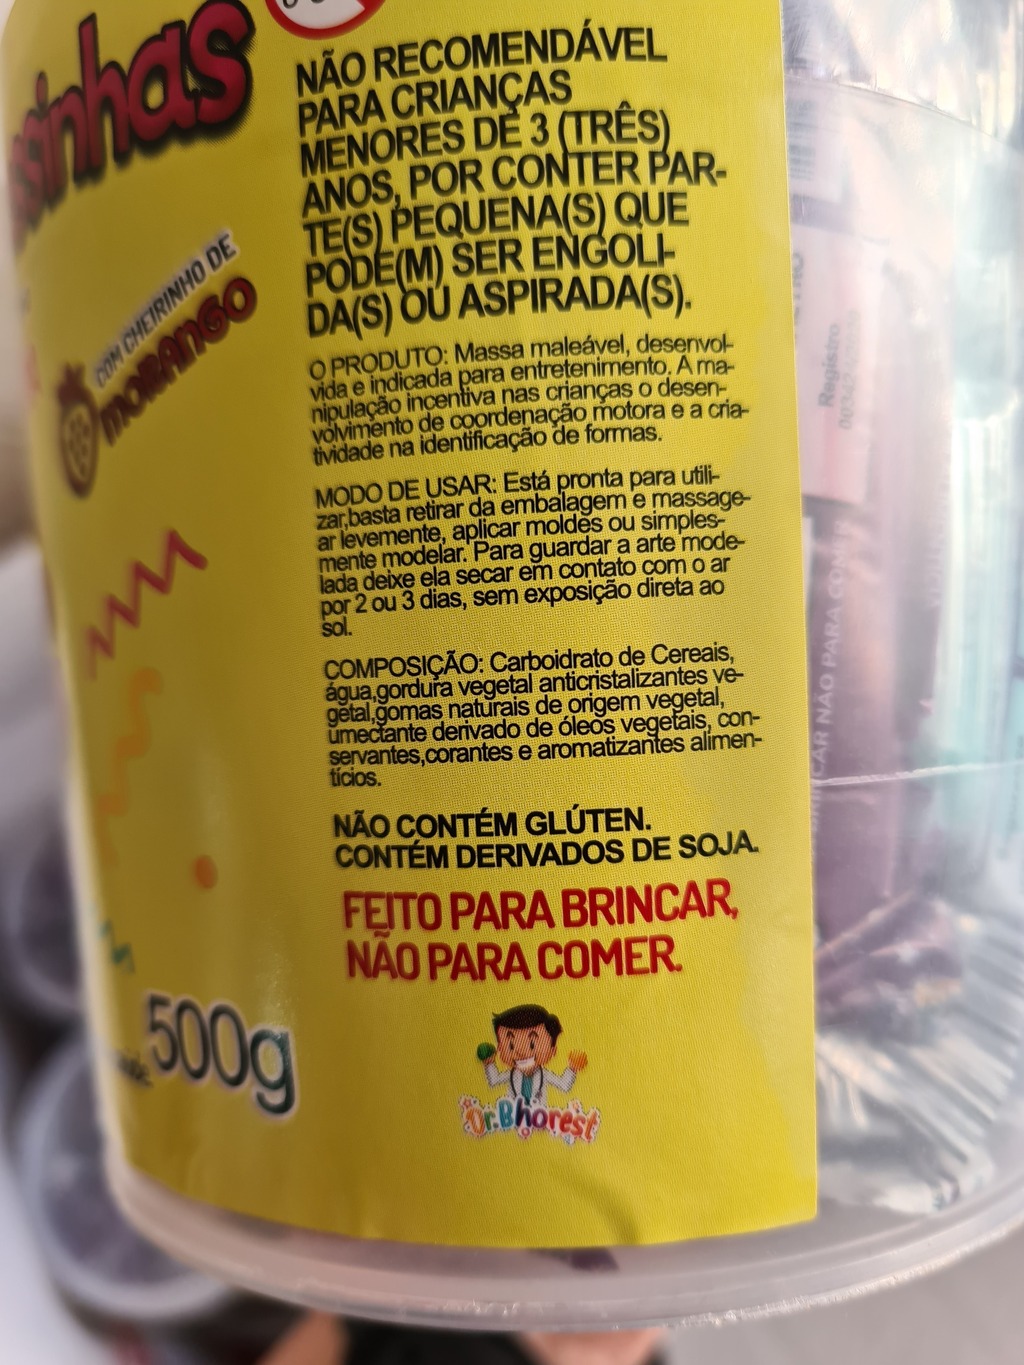 NÃO RECOMENDÁVEL
PARA CRIANÇAS
MENORES DE 3 (TRÊS)
ANOS, POR CONTER PAR-
TE(S) PEQUENA(S) QUE
PODE(M) SER ENGOLI-
DA(S) OU ASPIRADA(S).
COM CHEIRINHO DE
MORANGO
O PRODUTO: Massa maleável, desenvol-
vida e indicada para entretenimento. A ma-
nipulação incentiva nas crianças o desen-
volvimento de coordenação motora e a cria-
tividade na identificação de formas.
MODO DE USAR: Está pronta para utili-
zar,basta retirar da embalagem e massage-
ar levemente, aplicar moldes ou simples-
mente modelar. Para guardar a arte mode-
lada deixe ela secar em contato com o ar
por 2 ou 3 dias, sem exposição direta ao
sol.
COMPOSIÇÃO: Carboidrato de Cereais,
água,gordura vegetal anticristalizantes ve-
getal,gomas naturais de origem vegetal,
umectante derivado de óleos vegetais, con-
servantes,corantes e aromatizantes alimen-
tícios.
NÃO CONTÉM GLÚTEN.
CONTÉM DERIVADOS DE SOJA.
FEITO PARA BRINCAR,
NÃO PARA COMER.
500g
Dr.Bhorest
Registro
NÃO PARA